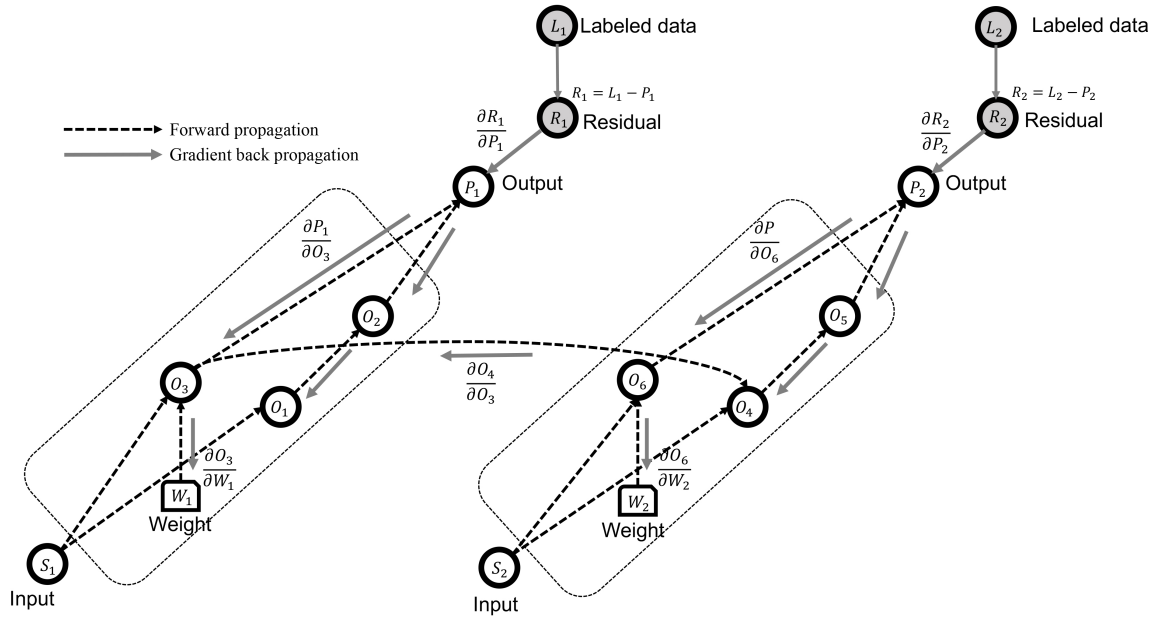 L₁ Labeled data
L₂ Labeled data
R₁ = L₁ − P₁
R₂ = L₂ − P₂
R₁ Residual
R₂ Residual
Forward propagation
Gradient back propagation
∂R₁/∂P₁
∂R₂/∂P₂
P₁ Output
P₂ Output
∂P₁/∂O₃
∂P/∂O₆
O₂
O₅
O₃
∂O₄/∂O₃
O₆
O₁
O₄
∂O₃/∂W₁
∂O₆/∂W₂
W₁
Weight
W₂
Weight
S₁
Input
S₂
Input